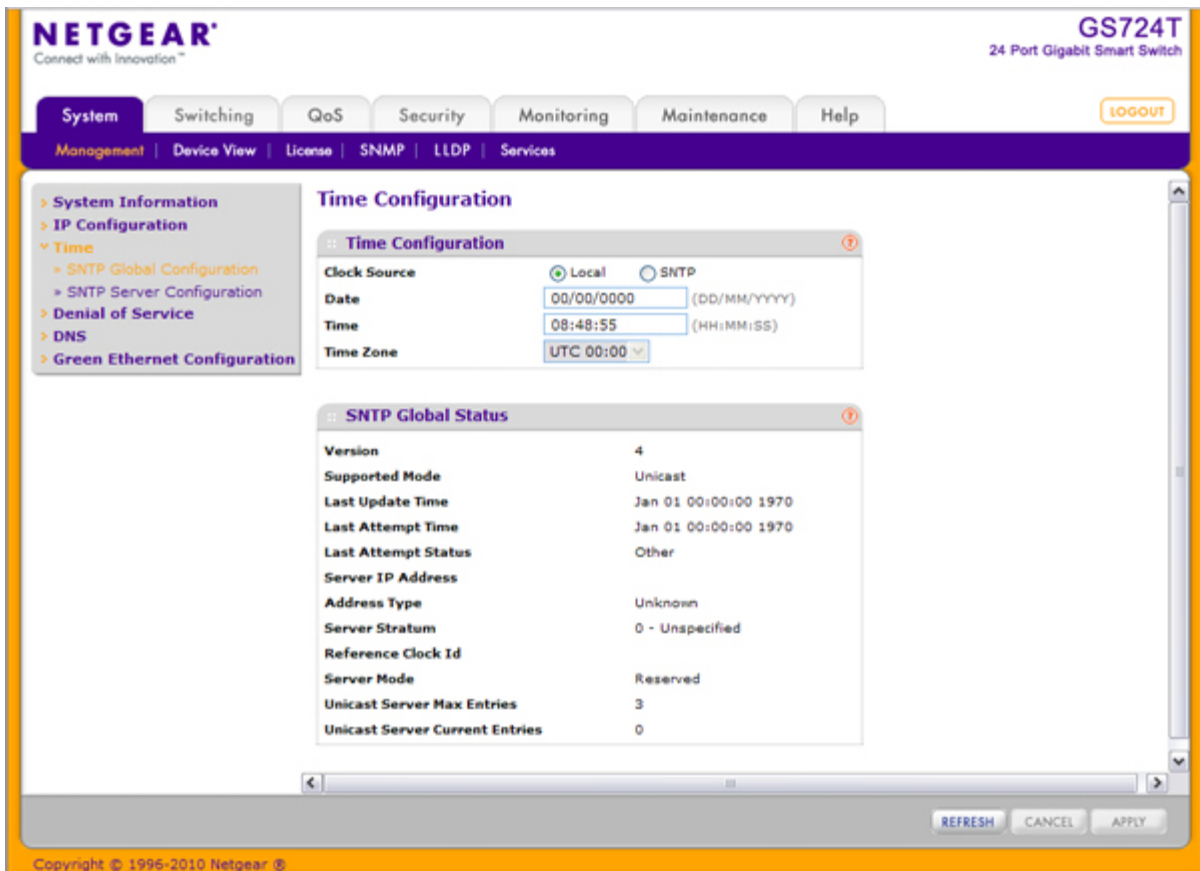 NETGEAR®
Connect with Innovation™
GS724T
24 Port Gigabit Smart Switch
System Switching QoS Security Monitoring Maintenance Help LOGOUT
Management | Device View | License | SNMP | LLDP | Services
System Information
IP Configuration
Time
» SNTP Global Configuration
» SNTP Server Configuration
Denial of Service
DNS
Green Ethernet Configuration
Time Configuration
Time Configuration ?
Clock Source Local SNTP
Date 00/00/0000 (DD/MM/YYYY)
Time 08:48:55 (HH:MM:SS)
Time Zone UTC 00:00
SNTP Global Status ?
Version 4
Supported Mode Unicast
Last Update Time Jan 01 00:00:00 1970
Last Attempt Time Jan 01 00:00:00 1970
Last Attempt Status Other
Server IP Address
Address Type Unknown
Server Stratum 0 - Unspecified
Reference Clock Id
Server Mode Reserved
Unicast Server Max Entries 3
Unicast Server Current Entries 0
REFRESH CANCEL APPLY
Copyright © 1996-2010 Netgear ®